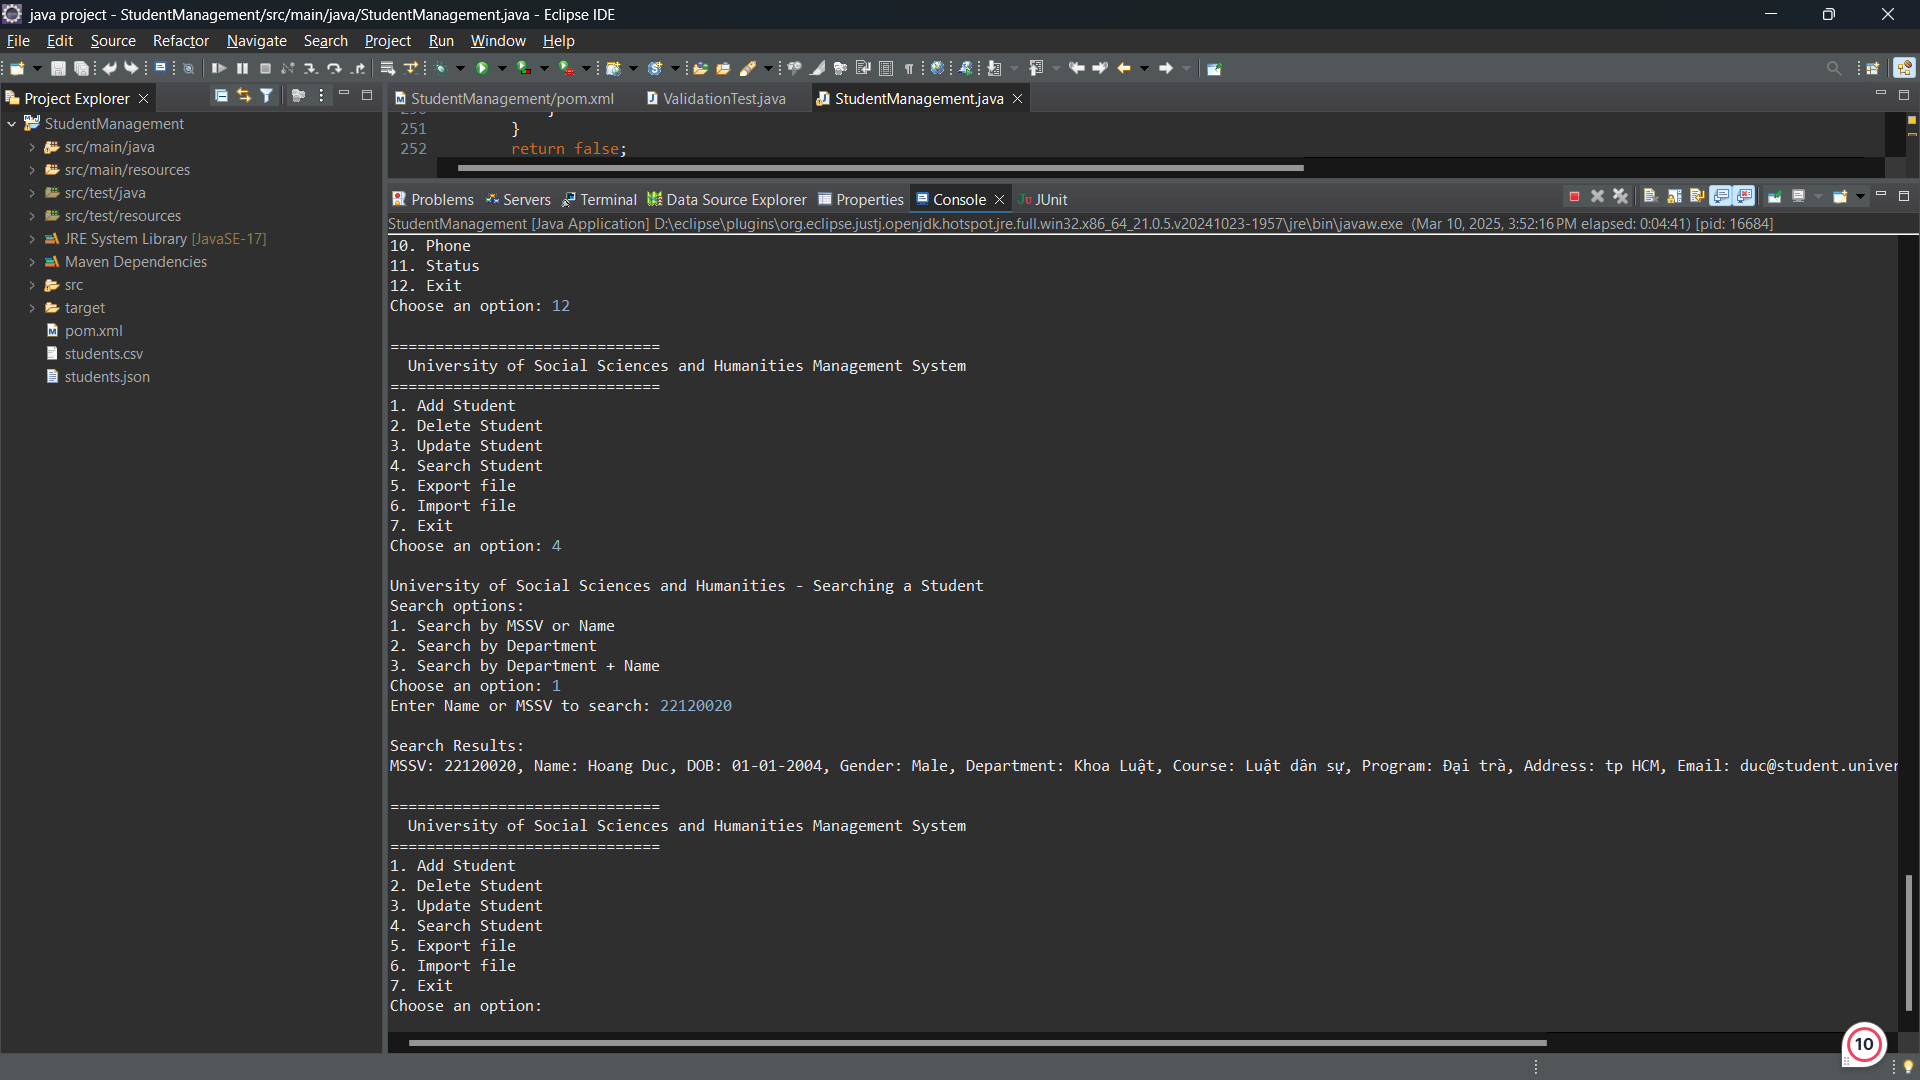 java project - StudentManagement/src/main/java/StudentManagement.java - Eclipse IDE
File Edit Source Refactor Navigate Search Project Run Window Help
Project Explorer
StudentManagement/pom.xml ValidationTest.java StudentManagement.java
StudentManagement
src/main/java
src/main/resources
src/test/java
src/test/resources
JRE System Library [JavaSE-17]
Maven Dependencies
src
target
pom.xml
students.csv
students.json
251 }
252 return false;
Problems Servers Terminal Data Source Explorer Properties Console JUnit
StudentManagement [Java Application] D:\eclipse\plugins\org.eclipse.justj.openjdk.hotspot.jre.full.win32.x86_64_21.0.5.v20241023-1957\jre\bin\javaw.exe (Mar 10, 2025, 3:52:16 PM elapsed: 0:04:41) [pid: 16684]
10. Phone
11. Status
12. Exit
Choose an option: 12
==============================
University of Social Sciences and Humanities Management System
==============================
1. Add Student
2. Delete Student
3. Update Student
4. Search Student
5. Export file
6. Import file
7. Exit
Choose an option: 4
University of Social Sciences and Humanities - Searching a Student
Search options:
1. Search by MSSV or Name
2. Search by Department
3. Search by Department + Name
Choose an option: 1
Enter Name or MSSV to search: 22120020
Search Results:
MSSV: 22120020, Name: Hoang Duc, DOB: 01-01-2004, Gender: Male, Department: Khoa Luật, Course: Luật dân sự, Program: Đại trà, Address: tp HCM, Email: duc@student.univer
==============================
University of Social Sciences and Humanities Management System
==============================
1. Add Student
2. Delete Student
3. Update Student
4. Search Student
5. Export file
6. Import file
7. Exit
Choose an option:
10